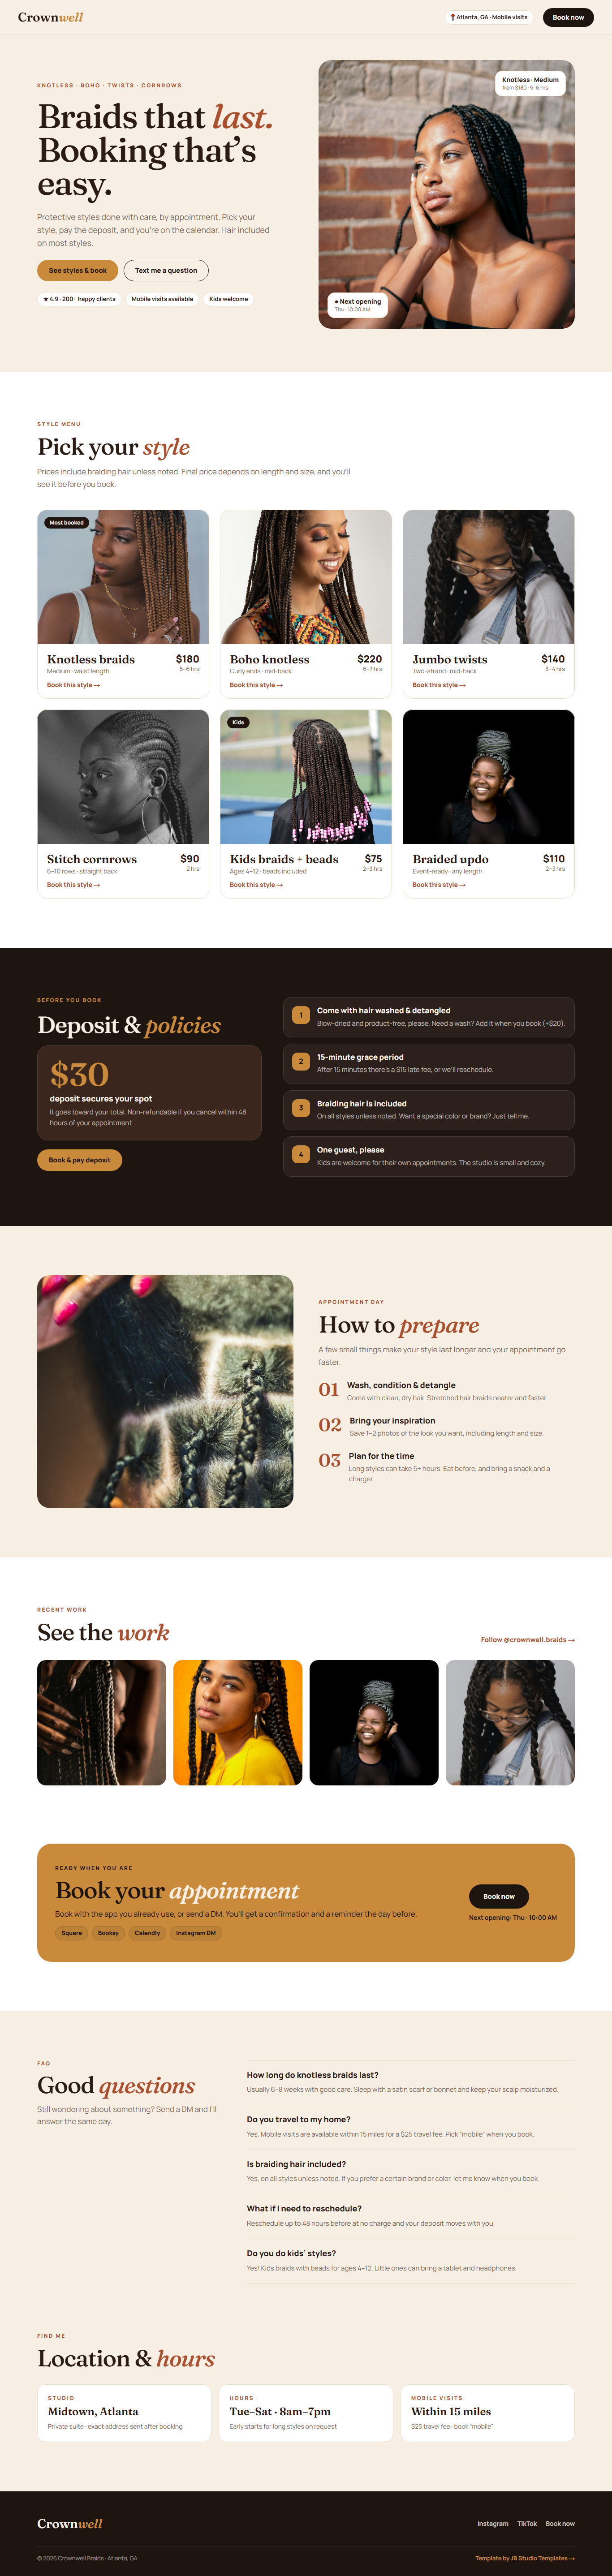 Crownwell
Atlanta, GA · Mobile visits
Book now
KNOTLESS · BOHO · TWISTS · CORNROWS
Braids that last.
Booking that’s
easy.
Protective styles done with care, by appointment. Pick your
style, pay the deposit, and you’re on the calendar. Hair included
on most styles.
See styles & book
Text me a question
★ 4.9 · 200+ happy clients
Mobile visits available
Kids welcome
Knotless · Medium
from $180 · 5–6 hrs
● Next opening
Thu · 10:00 AM
STYLE MENU
Pick your style
Prices include braiding hair unless noted. Final price depends on length and size, and you’ll
see it before you book.
Most booked
Knotless braids
$180
Medium · waist length
5–6 hrs
Book this style →
Boho knotless
$220
Curly ends · mid-back
6–7 hrs
Book this style →
Jumbo twists
$140
Two-strand · mid-back
3–4 hrs
Book this style →
Stitch cornrows
$90
6–10 rows · straight back
2 hrs
Book this style →
Kids
Kids braids + beads
$75
Ages 4–12 · beads included
2–3 hrs
Book this style →
Braided updo
$110
Event-ready · any length
2–3 hrs
Book this style →
BEFORE YOU BOOK
Deposit & policies
$30
deposit secures your spot
It goes toward your total. Non-refundable if you cancel within 48
hours of your appointment.
Book & pay deposit
1
Come with hair washed & detangled
Blow-dried and product-free, please. Need a wash? Add it when you book (+$20).
2
15-minute grace period
After 15 minutes there’s a $15 late fee, or we’ll reschedule.
3
Braiding hair is included
On all styles unless noted. Want a special color or brand? Just tell me.
4
One guest, please
Kids are welcome for their own appointments. The studio is small and cozy.
APPOINTMENT DAY
How to prepare
A few small things make your style last longer and your appointment go
faster.
01
Wash, condition & detangle
Come with clean, dry hair. Stretched hair braids neater and faster.
02
Bring your inspiration
Save 1–2 photos of the look you want, including length and size.
03
Plan for the time
Long styles can take 5+ hours. Eat before, and bring a snack and a
charger.
RECENT WORK
See the work
Follow @crownwell.braids →
READY WHEN YOU ARE
Book your appointment
Book with the app you already use, or send a DM. You’ll get a confirmation and a reminder the day before.
Square
Booksy
Calendly
Instagram DM
Book now
Next opening: Thu · 10:00 AM
FAQ
Good questions
Still wondering about something? Send a DM and I’ll
answer the same day.
How long do knotless braids last?
Usually 6–8 weeks with good care. Sleep with a satin scarf or bonnet and keep your scalp moisturized.
Do you travel to my home?
Yes. Mobile visits are available within 15 miles for a $25 travel fee. Pick “mobile” when you book.
Is braiding hair included?
Yes, on all styles unless noted. If you prefer a certain brand or color, let me know when you book.
What if I need to reschedule?
Reschedule up to 48 hours before at no charge and your deposit moves with you.
Do you do kids’ styles?
Yes! Kids braids with beads for ages 4–12. Little ones can bring a tablet and headphones.
FIND ME
Location & hours
STUDIO
Midtown, Atlanta
Private suite · exact address sent after booking
HOURS
Tue–Sat · 8am–7pm
Early starts for long styles on request
MOBILE VISITS
Within 15 miles
$25 travel fee · book “mobile”
Crownwell
Instagram
TikTok
Book now
© 2026 Crownwell Braids · Atlanta, GA
Template by JB Studio Templates →